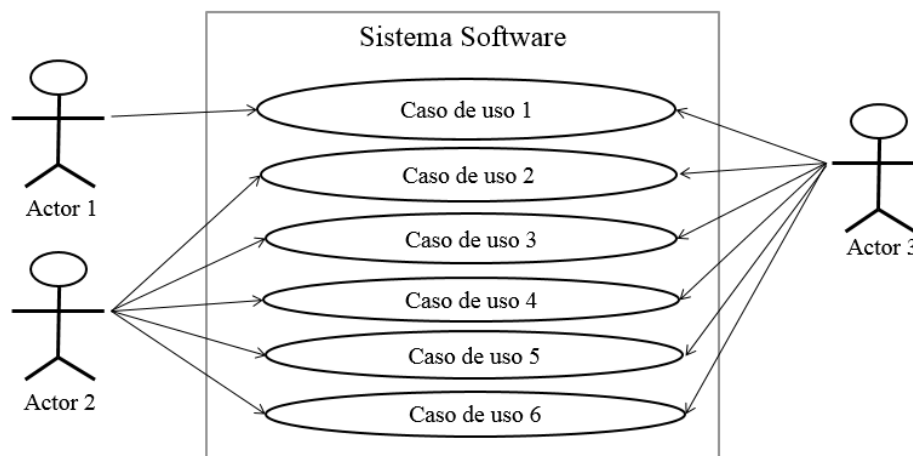 Sistema Software
Caso de uso 1
Caso de uso 2
Actor 1
Caso de uso 3
Actor 3
Caso de uso 4
Caso de uso 5
Actor 2
Caso de uso 6